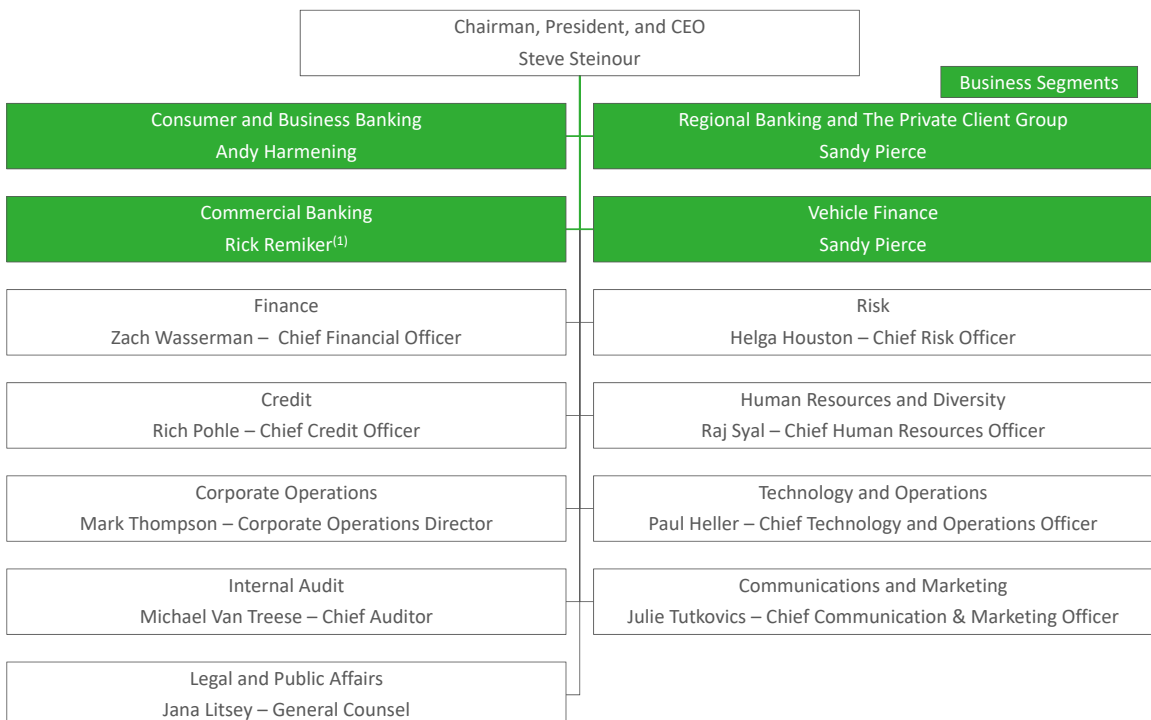 Chairman, President, and CEO
Steve Steinour
Business Segments
Consumer and Business Banking
Andy Harmening
Regional Banking and The Private Client Group
Sandy Pierce
Commercial Banking
Rick Remiker(1)
Vehicle Finance
Sandy Pierce
Finance
Zach Wasserman – Chief Financial Officer
Risk
Helga Houston – Chief Risk Officer
Credit
Rich Pohle – Chief Credit Officer
Human Resources and Diversity
Raj Syal – Chief Human Resources Officer
Corporate Operations
Mark Thompson – Corporate Operations Director
Technology and Operations
Paul Heller – Chief Technology and Operations Officer
Internal Audit
Michael Van Treese – Chief Auditor
Communications and Marketing
Julie Tutkovics – Chief Communication & Marketing Officer
Legal and Public Affairs
Jana Litsey – General Counsel